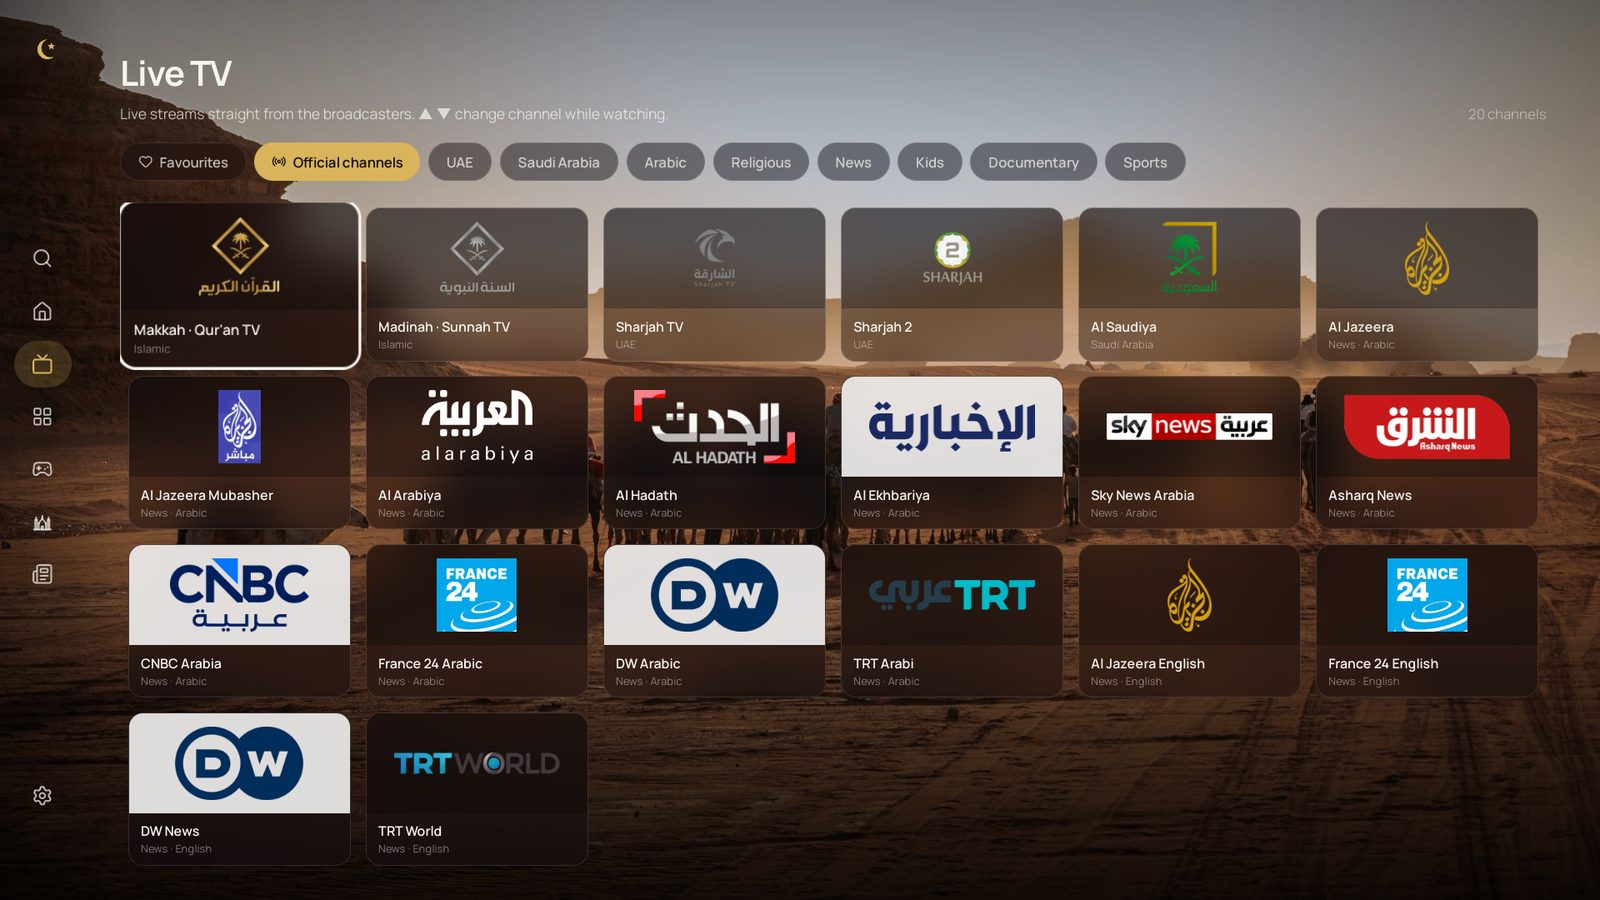 Live TV
Live streams straight from the broadcasters. ▲ ▼ change channel while watching.
20 channels
Favourites
Official channels
UAE
Saudi Arabia
Arabic
Religious
News
Kids
Documentary
Sports
القرآن الكريم
Makkah · Qur'an TV
Islamic
السنة النبوية
Madinah · Sunnah TV
Islamic
الشارقة
Sharjah TV
Sharjah TV
UAE
2
SHARJAH
Sharjah 2
UAE
السعودية
Al Saudiya
Saudi Arabia
الجزيرة
Al Jazeera
News · Arabic
الجزيرة
مباشر
Al Jazeera Mubasher
News · Arabic
العربية
alarabiya
Al Arabiya
News · Arabic
الحدث
AL HADATH
Al Hadath
News · Arabic
الإخبارية
Al Ekhbariya
News · Arabic
sky news عربية
Sky News Arabia
News · Arabic
الشرق
Asharq News
Asharq News
News · Arabic
CNBC
عربية
CNBC Arabia
News · Arabic
FRANCE
24
France 24 Arabic
News · Arabic
DW
DW Arabic
News · Arabic
TRT عربي
TRT Arabi
News · Arabic
الجزيرة
Al Jazeera English
News · English
FRANCE
24
France 24 English
News · English
DW
DW News
News · English
TRT WORLD
TRT World
News · English